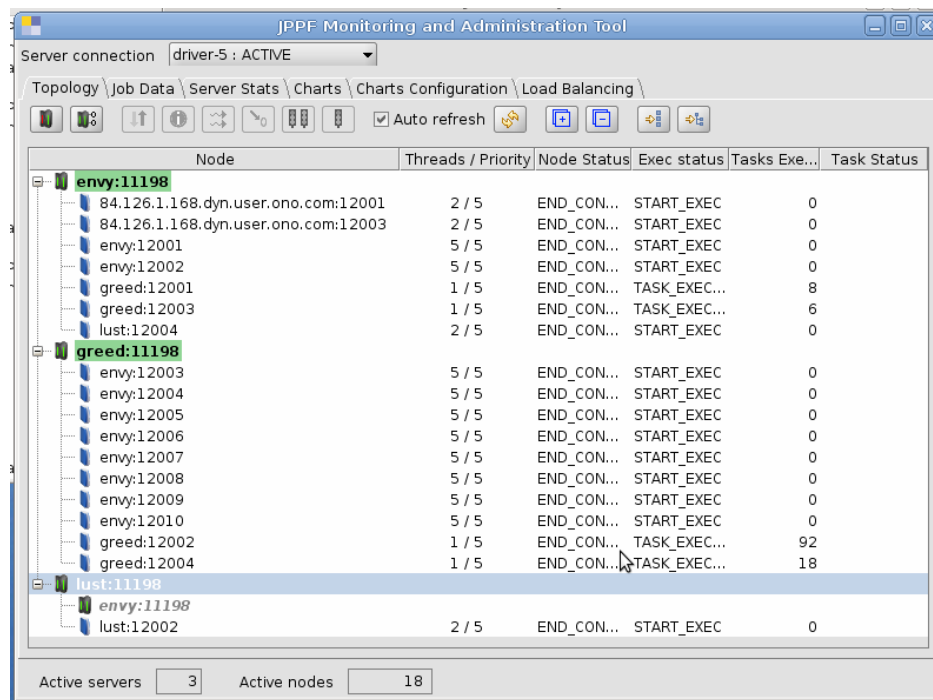 JPPF Monitoring and Administration Tool
Server connection driver-5 : ACTIVE
Topology Job Data Server Stats Charts Charts Configuration Load Balancing
Auto refresh
Node Threads / Priority Node Status Exec status Tasks Exe... Task Status
envy:11198
84.126.1.168.dyn.user.ono.com:12001 2 / 5 END_CON... START_EXEC 0
84.126.1.168.dyn.user.ono.com:12003 2 / 5 END_CON... START_EXEC 0
envy:12001 5 / 5 END_CON... START_EXEC 0
envy:12002 5 / 5 END_CON... START_EXEC 0
greed:12001 1 / 5 END_CON... TASK_EXEC... 8
greed:12003 1 / 5 END_CON... TASK_EXEC... 6
lust:12004 2 / 5 END_CON... START_EXEC 0
greed:11198
envy:12003 5 / 5 END_CON... START_EXEC 0
envy:12004 5 / 5 END_CON... START_EXEC 0
envy:12005 5 / 5 END_CON... START_EXEC 0
envy:12006 5 / 5 END_CON... START_EXEC 0
envy:12007 5 / 5 END_CON... START_EXEC 0
envy:12008 5 / 5 END_CON... START_EXEC 0
envy:12009 5 / 5 END_CON... START_EXEC 0
envy:12010 5 / 5 END_CON... START_EXEC 0
greed:12002 1 / 5 END_CON... TASK_EXEC... 92
greed:12004 1 / 5 END_CON... TASK_EXEC... 18
lust:11198
envy:11198
lust:12002 2 / 5 END_CON... START_EXEC 0
Active servers 3 Active nodes 18